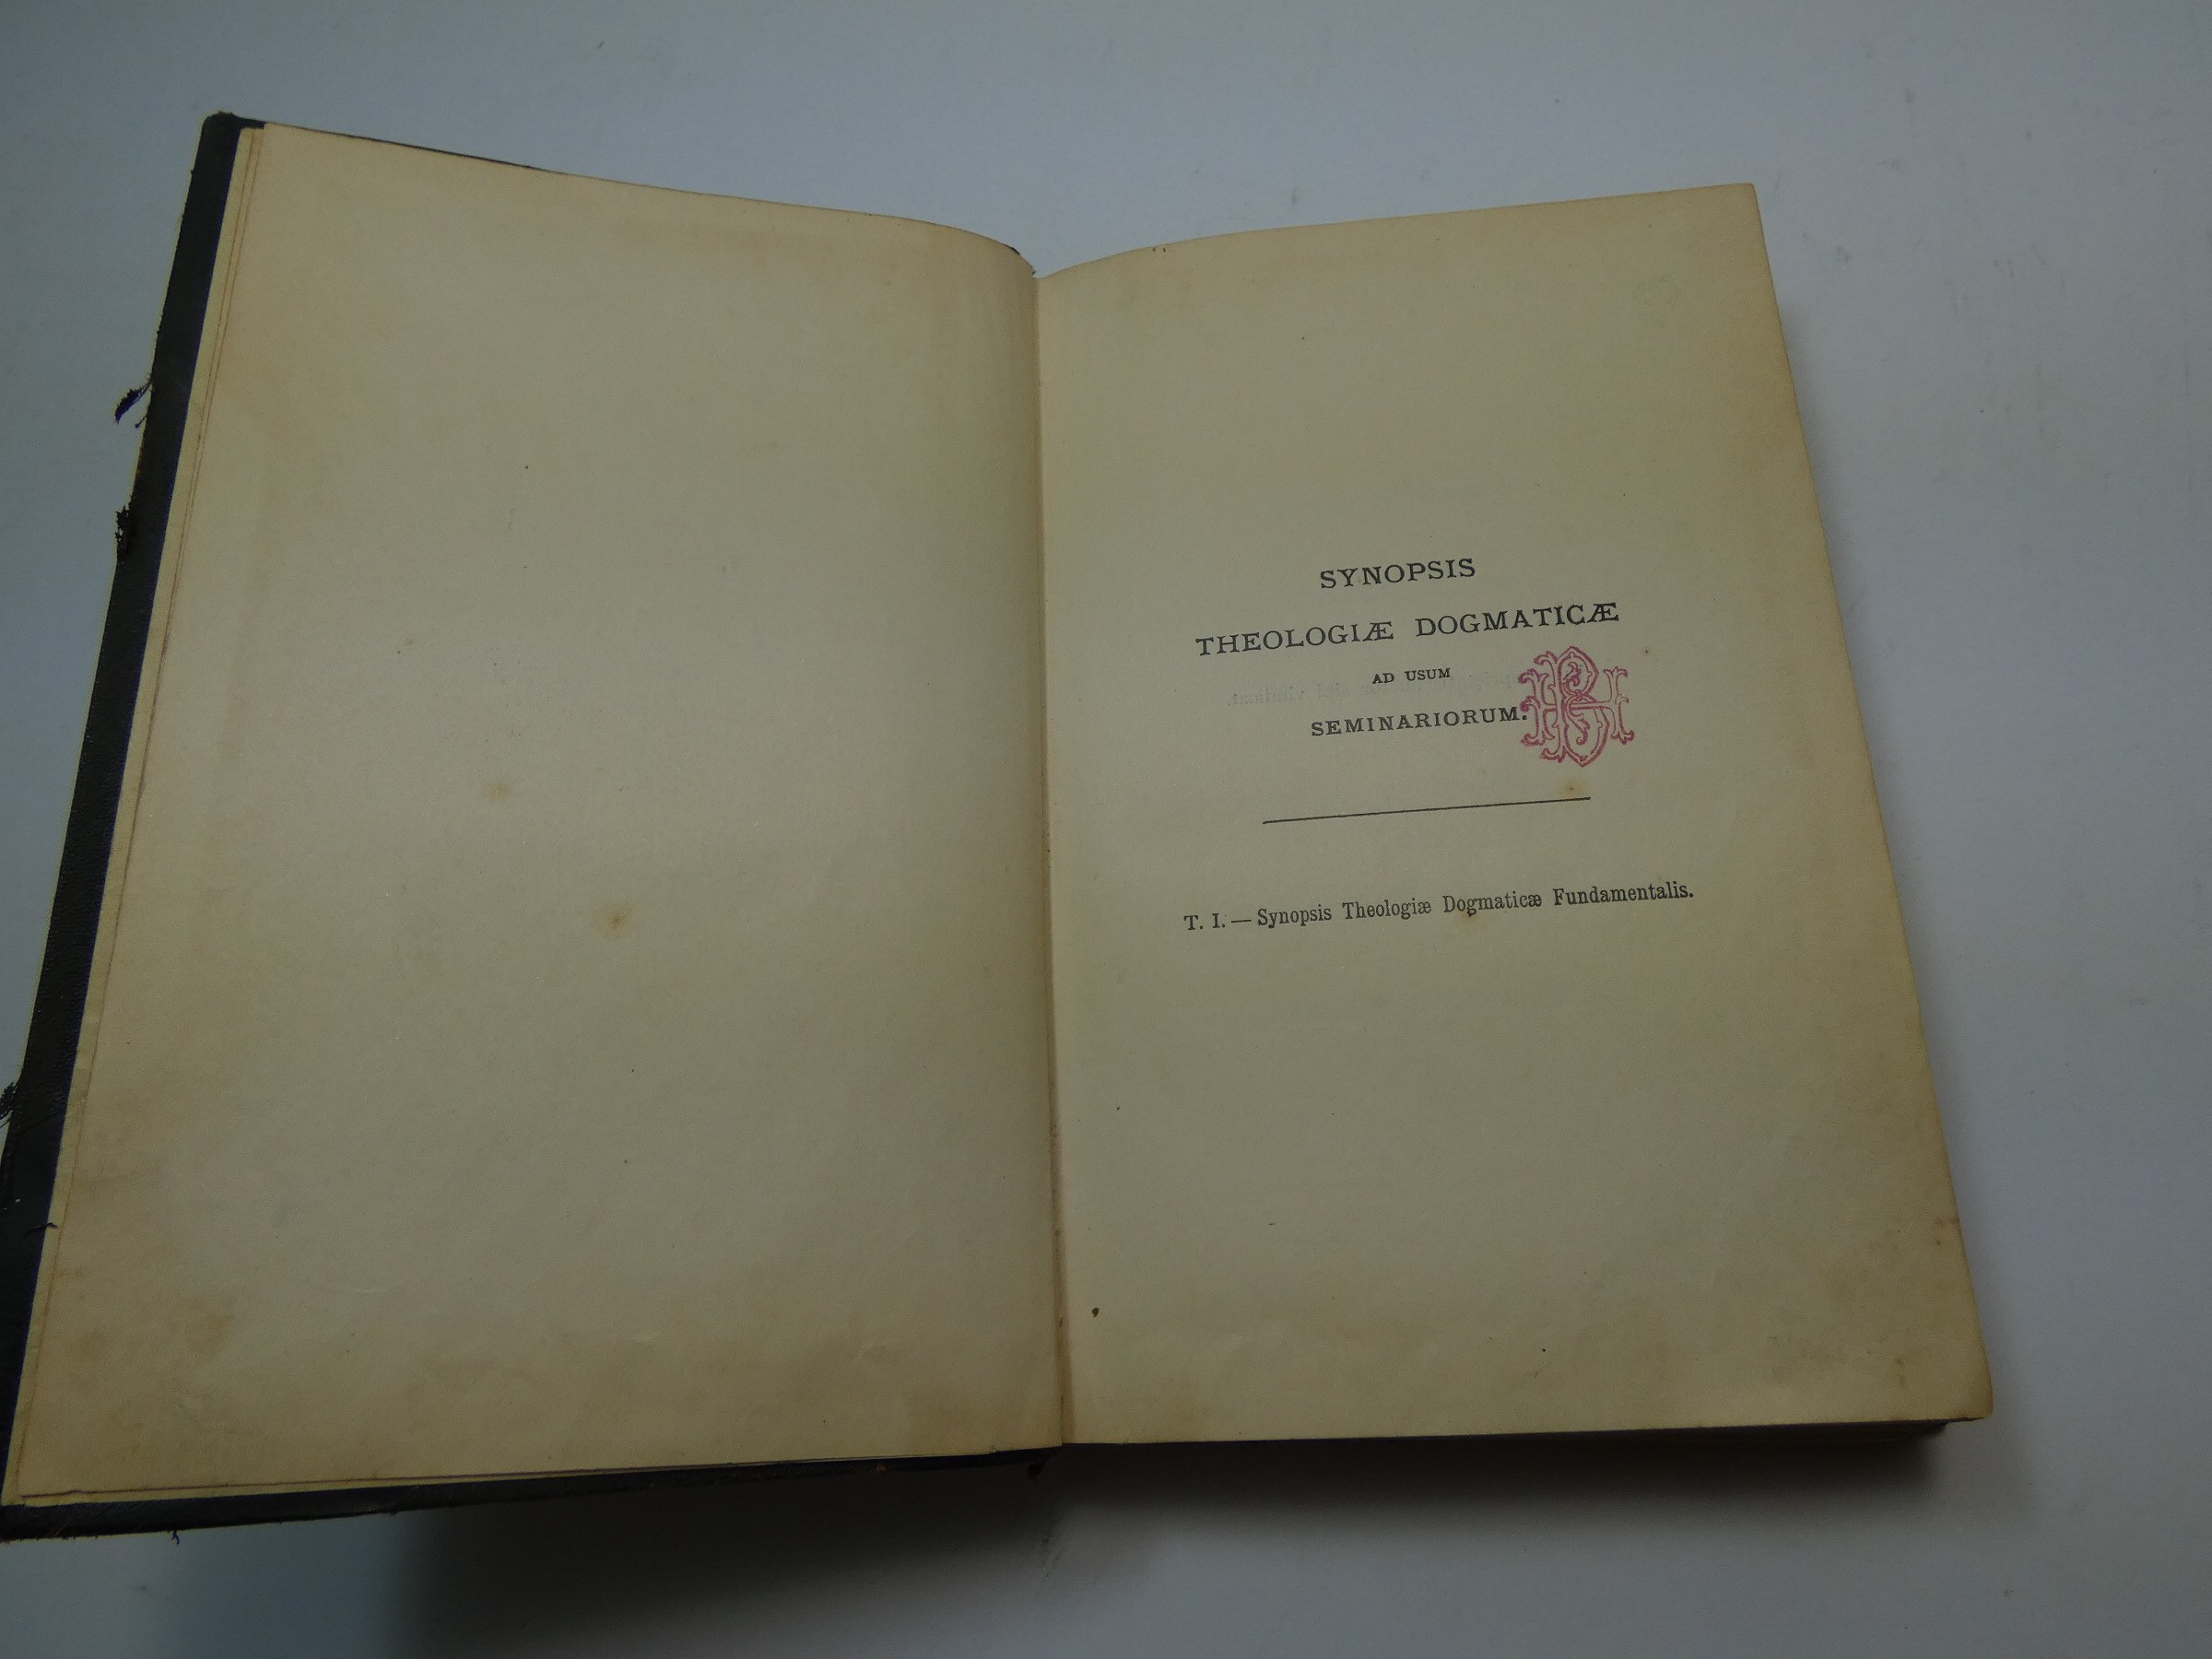 SYNOPSIS
THEOLOGIÆ DOGMATICÆ
AD USUM
SEMINARIORUM.
T. I. — Synopsis Theologiæ Dogmaticæ Fundamentalis.